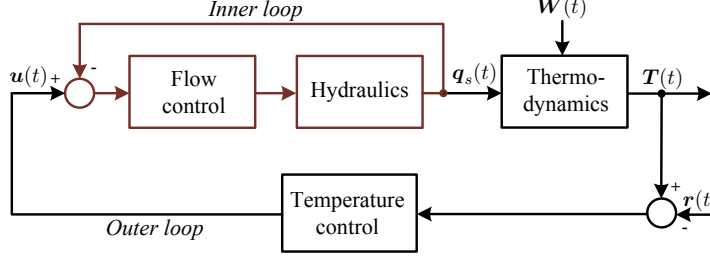 Inner loop
W(t)
u(t) + -
Flow
control
Hydraulics
q_s(t)
Thermo-
dynamics
T(t)
Temperature
control
+
r(t
-
Outer loop